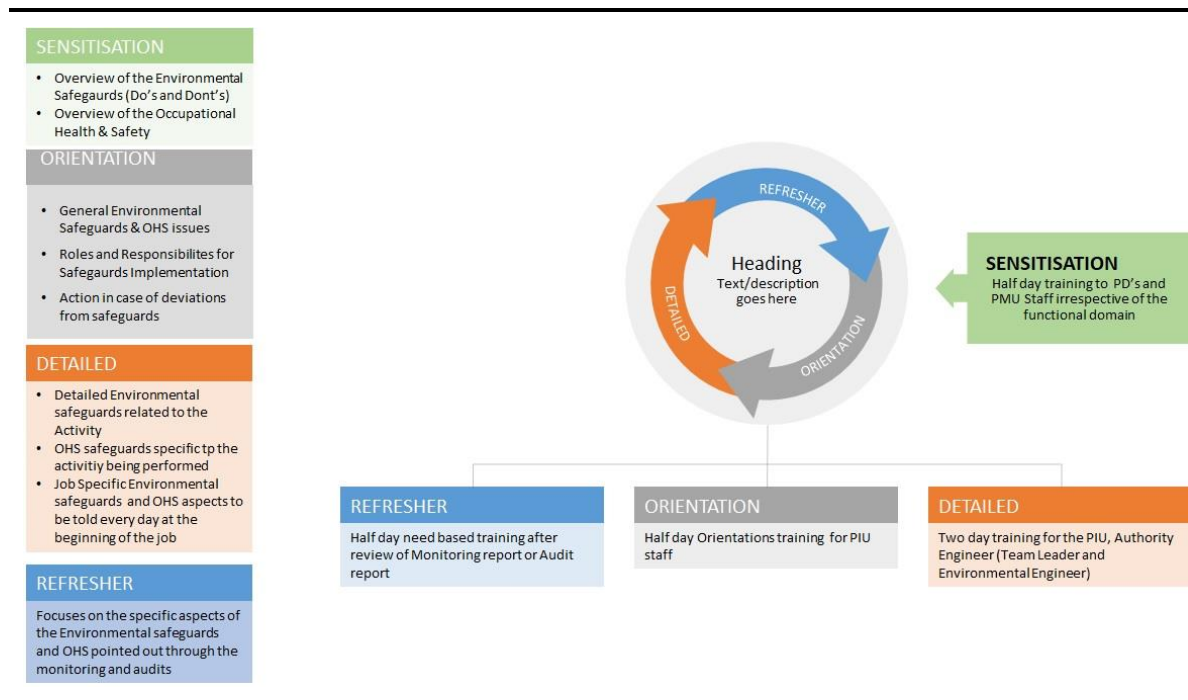 SENSITISATION
• Overview of the Environmental
Safegaurds (Do's and Dont's)
• Overview of the Occupational
Health & Safety
ORIENTATION
• General Environmental
Safeguards & OHS issues
• Roles and Responsibilites for
Safegaurds Implementation
• Action in case of deviations
from safeguards
DETAILED
• Detailed Environmental
safeguards related to the
Activity
• OHS safeguards specific tp the
activitiy being performed
• Job Specific Environmental
safeguards and OHS aspects to
be told every day at the
beginning of the job
REFRESHER
Focuses on the specific aspects of
the Environmental safeguards
and OHS pointed out through the
monitoring and audits
REFRESHER
DETAILED
ORIENTATION
Heading
Text/description
goes here
SENSITISATION
Half day training to PD's and
PMU Staff irrespective of the
functional domain
REFRESHER
Half day need based training after
review of Monitoring report or Audit
report
ORIENTATION
Half day Orientations training for PIU
staff
DETAILED
Two day training for the PIU, Authority
Engineer (Team Leader and
Environmental Engineer)